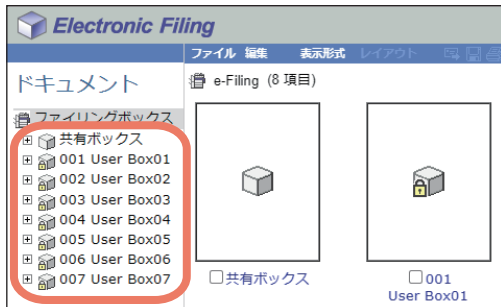 Electronic Filing
ファイル 編集 表示形式 レイアウト
ドキュメント
e-Filing (8 項目)
ファイリングボックス
共有ボックス
001 User Box01
002 User Box02
003 User Box03
004 User Box04
005 User Box05
006 User Box06
007 User Box07
共有ボックス
001
User Box01